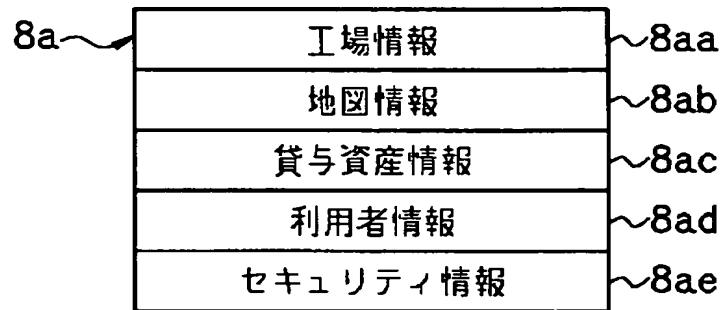 8a 工場情報 8aa
地図情報 8ab
貸与資産情報 8ac
利用者情報 8ad
セキュリティ情報 8ae